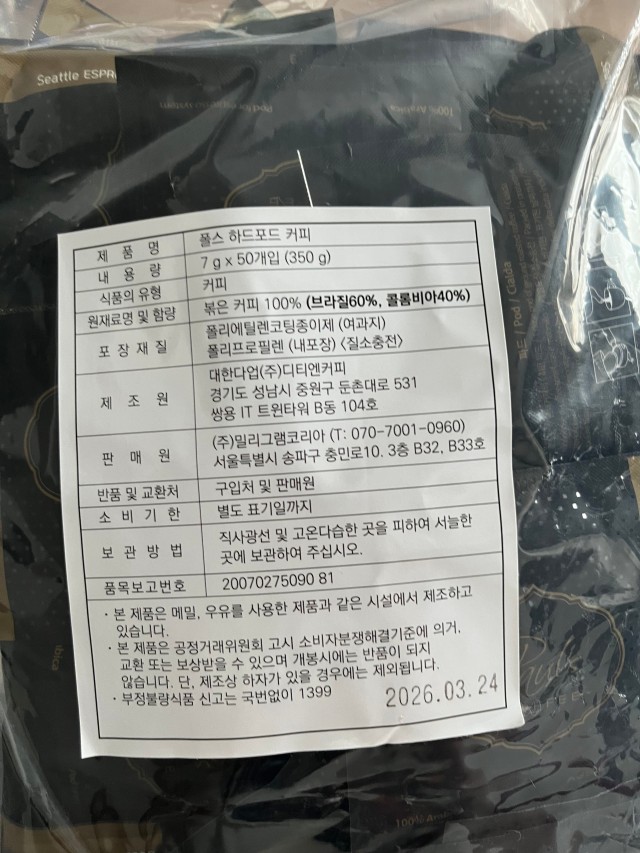 Seattle ESPR
Pod for espresso system
100% Arabica
제 품 명 폴스 하드포드 커피
내 용 량 7 g x 50개입 (350 g)
식품의 유형 커피
원재료명 및 함량 볶은 커피 100% (브라질60%, 콜롬비아40%)
포 장 재 질 폴리에틸렌코팅종이제 (여과지)
폴리프로필렌 (내포장) 〈질소충전〉
제 조 원 대한다업(주)디티엔커피
경기도 성남시 중원구 둔촌대로 531
쌍용 IT 트윈타워 B동 104호
판 매 원 (주)밀리그램코리아 (T: 070-7001-0960)
서울특별시 송파구 충민로10. 3층 B32, B33호
반품 및 교환처 구입처 및 판매원
소 비 기 한 별도 표기일까지
보 관 방 법 직사광선 및 고온다습한 곳을 피하여 서늘한
곳에 보관하여 주십시오.
품목보고번호 20070275090 81
· 본 제품은 메밀, 우유를 사용한 제품과 같은 시설에서 제조하고
있습니다.
· 본 제품은 공정거래위원회 고시 소비자분쟁해결기준에 의거,
교환 또는 보상받을 수 있으며 개봉시에는 반품이 되지
않습니다. 단, 제조상 하자가 있을 경우에는 제외됩니다.
· 부정불량식품 신고는 국번없이 1399
2026.03.24
파드 / Pod / Cialda
bica
100% Ara